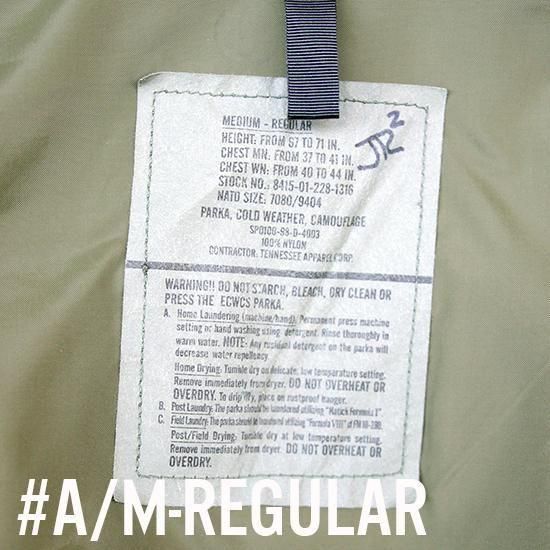 MEDIUM - REGULAR
HEIGHT: FROM 67 TO 71 IN.
CHEST MN: FROM 37 TO 41 IN.
CHEST WN: FROM 40 TO 44 IN.
STOCK NO.: 8415-01-228-1316
NATO SIZE: 7080/9404
JR2
PARKA, COLD WEATHER, CAMOUFLAGE
SPO100-98-D-4003
100% NYLON
CONTRACTOR: TENNESSEE APPAREL CORP.
WARNING!! DO NOT STARCH, BLEACH, DRY CLEAN OR
PRESS THE ECWCS PARKA.
A. Home Laundering (machine/hand). Permanent press machine
setting or hand washing using detergent. Rinse thoroughly in
warm water. NOTE: Any residual detergent on the parka will
decrease water repellency.
Home Drying: Tumble dry on delicate, low temperature setting.
Remove immediately from dryer. DO NOT OVERHEAT OR
OVERDRY. To drip dry, place on rustproof hanger.
B. Post Laundry: The parka should be laundered utilizing "Natick Formula I"
C. Field Laundry: The parka should be laundered utilizing "Formula VIII" of FM 10-280.
Post/Field Drying: Tumble dry at low temperature setting.
Remove immediately from dryer. DO NOT OVERHEAT OR
OVERDRY.
#A/M-REGULAR